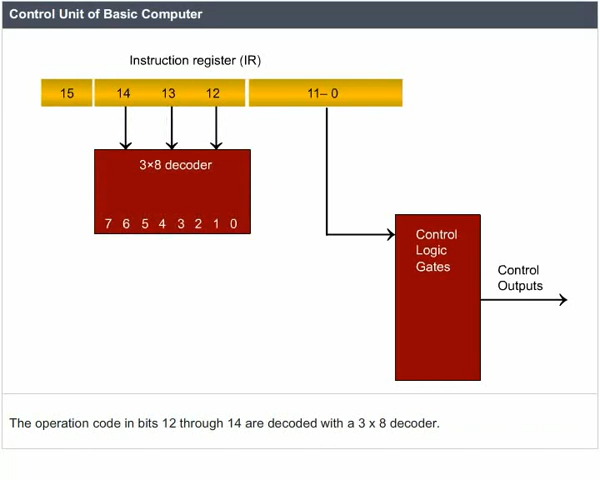 Control Unit of Basic Computer
Instruction register (IR)
15 14 13 12 11– 0
3×8 decoder
7 6 5 4 3 2 1 0
Control
Logic
Gates
Control
Outputs
The operation code in bits 12 through 14 are decoded with a 3 x 8 decoder.